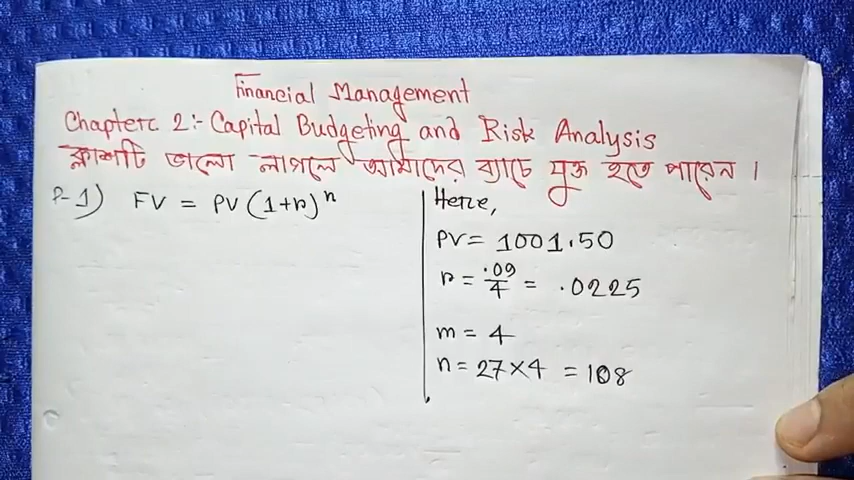 Financial Management
Chapter 2:- Capital Budgeting and Risk Analysis
ক্লাশটি ভালো লাগলে আমাদের ব্যাচে যুক্ত হতে পারেন ।
P-1) FV = PV(1+r)^n
Here,
PV = 1001.50
r = .09/4 = .0225
m = 4
n = 27×4 = 108